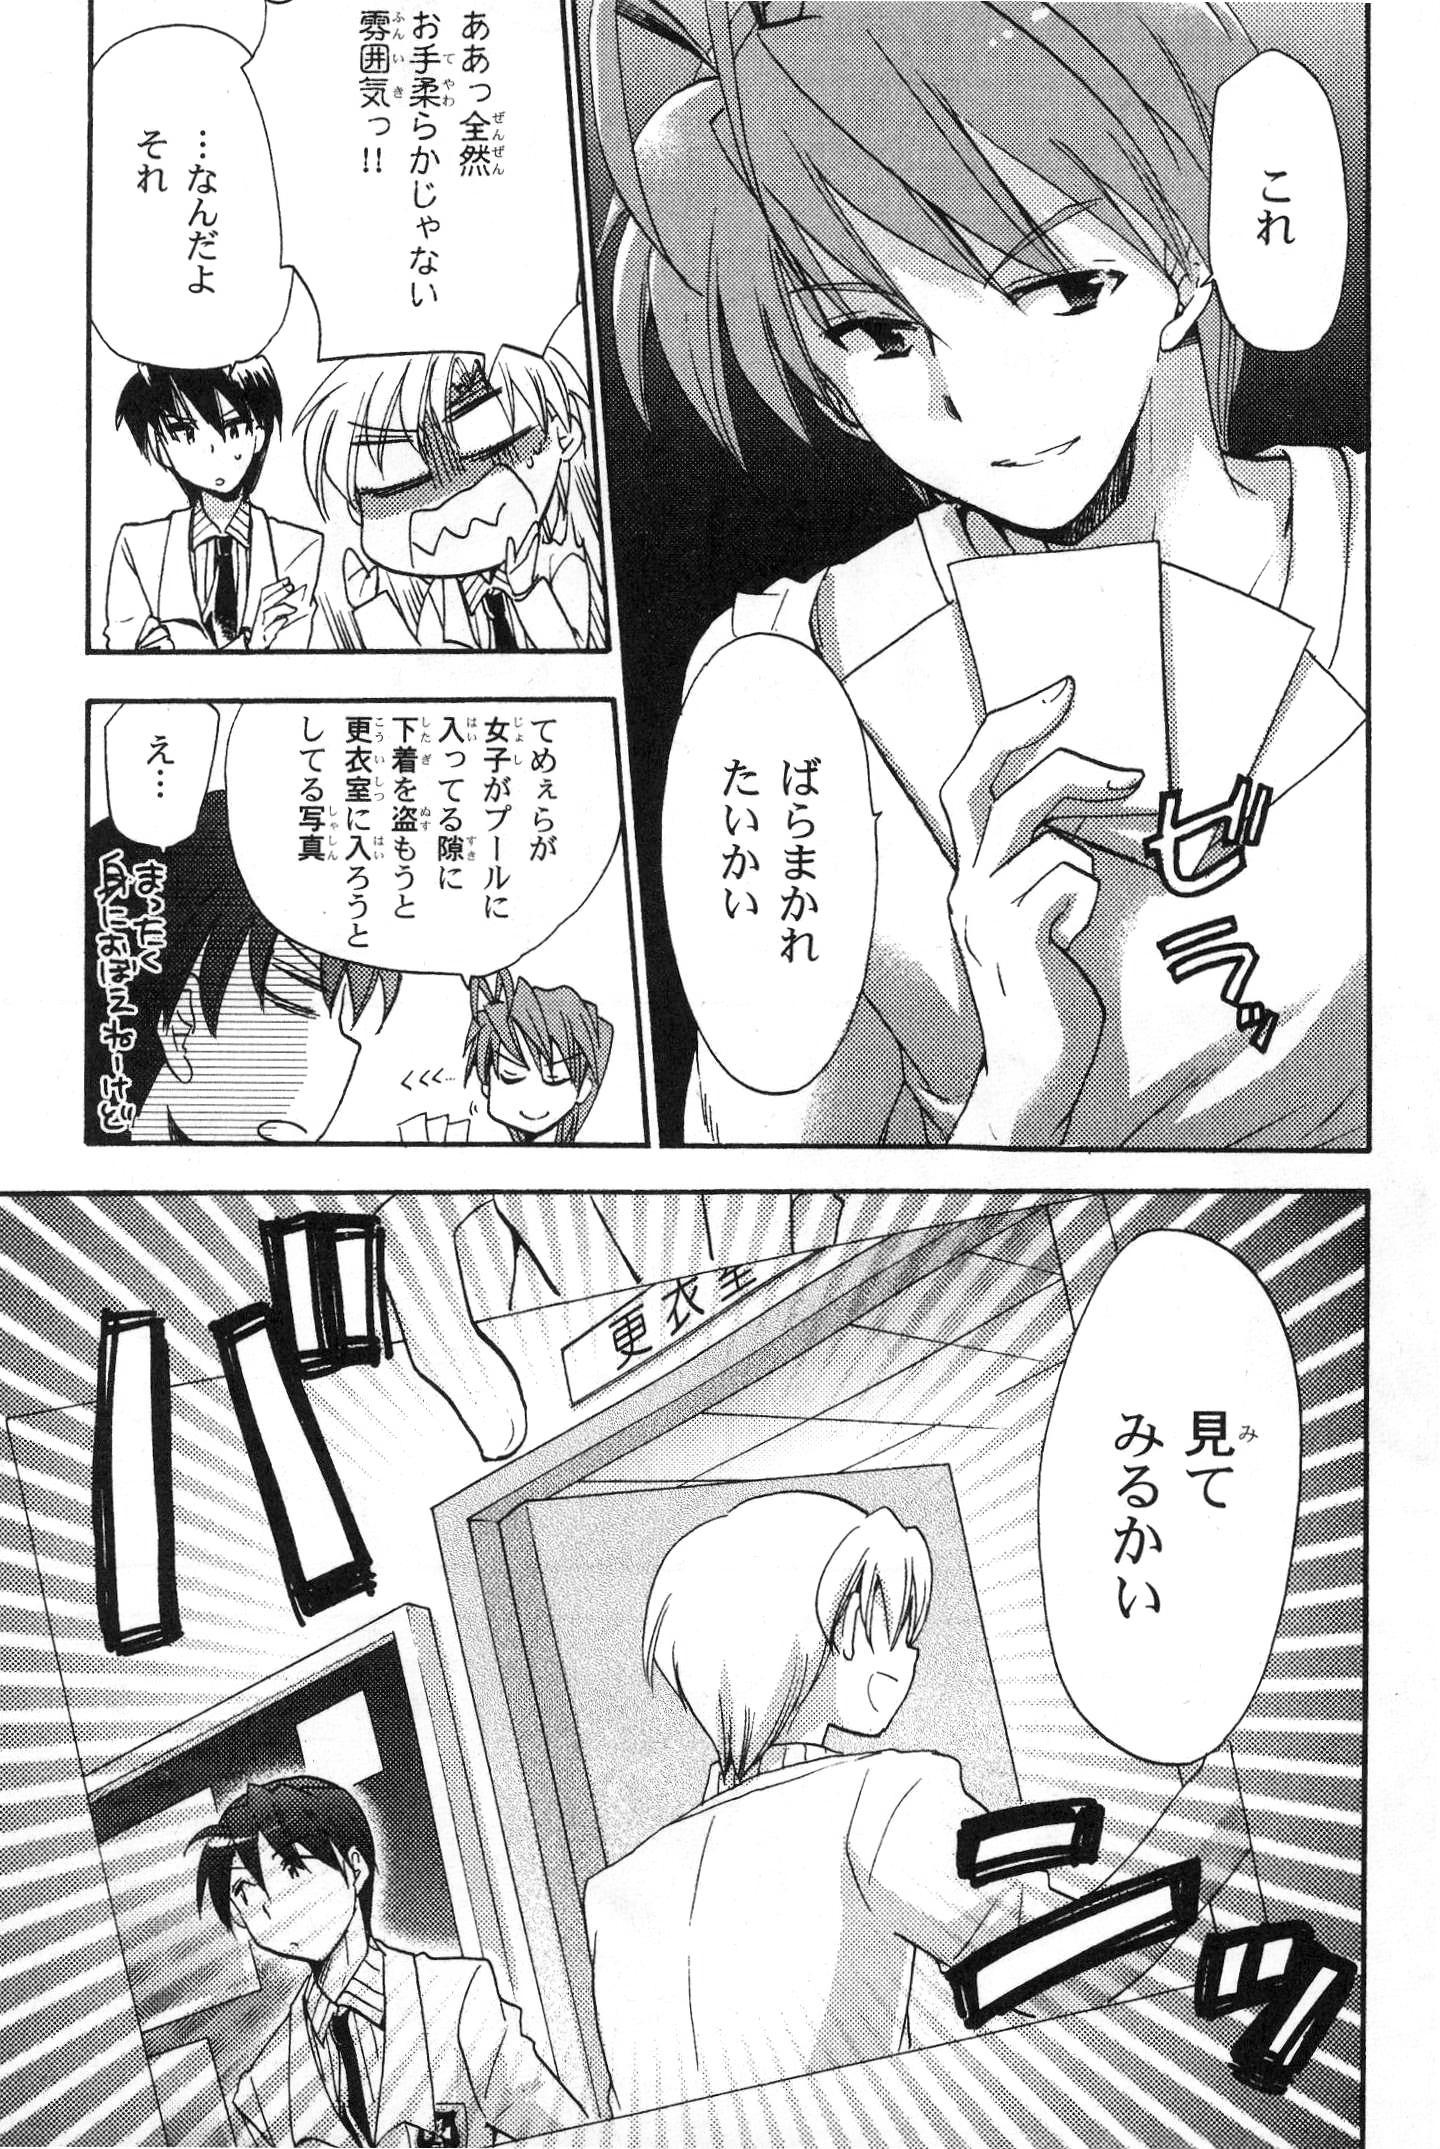 これ
ばらまかれ
たいかい
ゼ
ラッ
ああっ全然
お手柔らかじゃない
雰囲気っ!!
…なんだよ
それ
てめぇらが
女子がプールに
入ってる隙に
下着を盗もうと
更衣室に入ろうと
してる写真
くくく…
え…
まったく
身におぼえねーけど
見て
みるかい
更衣室
バ
ーンッ